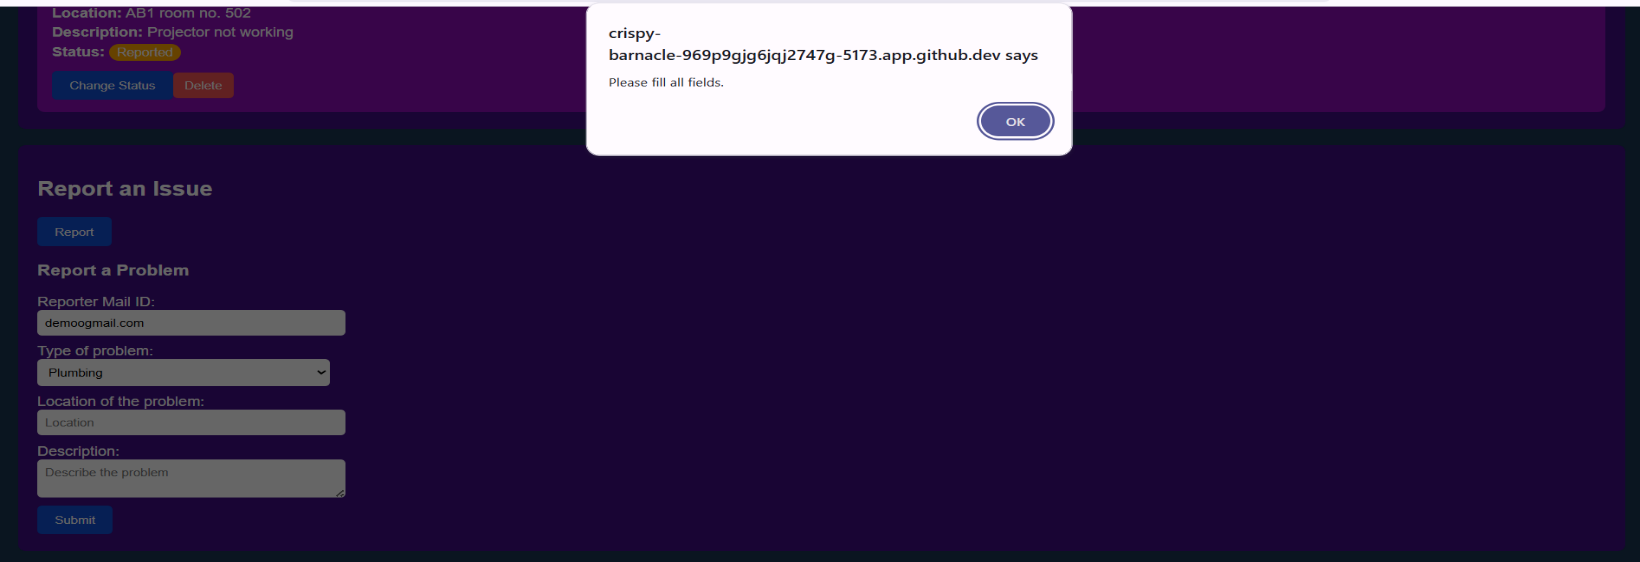 Location: AB1 room no. 502
Description: Projector not working
Status: Reported
Change Status Delete
crispy-
barnacle-969p9gjg6jqj2747g-5173.app.github.dev says
Please fill all fields.
OK
Report an Issue
Report
Report a Problem
Reporter Mail ID:
demoogmail.com
Type of problem:
Plumbing
Location of the problem:
Location
Description:
Describe the problem
Submit